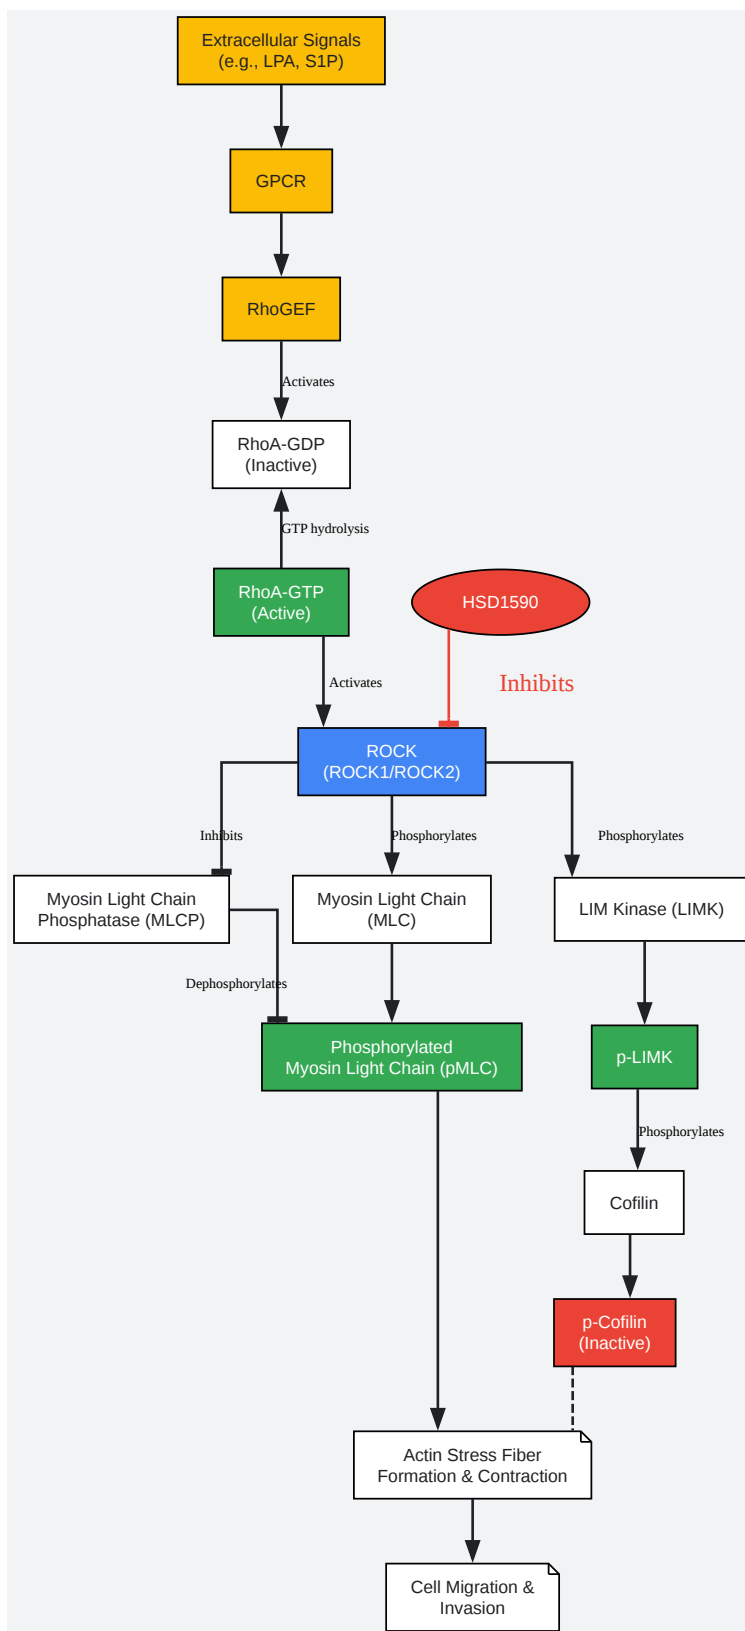 Extracellular Signals
(e.g., LPA, S1P)
GPCR
RhoGEF
Activates
RhoA-GDP
(Inactive)
GTP hydrolysis
RhoA-GTP
(Active)
HSD1590
Activates
Inhibits
ROCK
(ROCK1/ROCK2)
Inhibits
Phosphorylates
Phosphorylates
Myosin Light Chain
Phosphatase (MLCP)
Myosin Light Chain
(MLC)
LIM Kinase (LIMK)
Dephosphorylates
Phosphorylated
Myosin Light Chain (pMLC)
p-LIMK
Phosphorylates
Cofilin
p-Cofilin
(Inactive)
Actin Stress Fiber
Formation & Contraction
Cell Migration &
Invasion